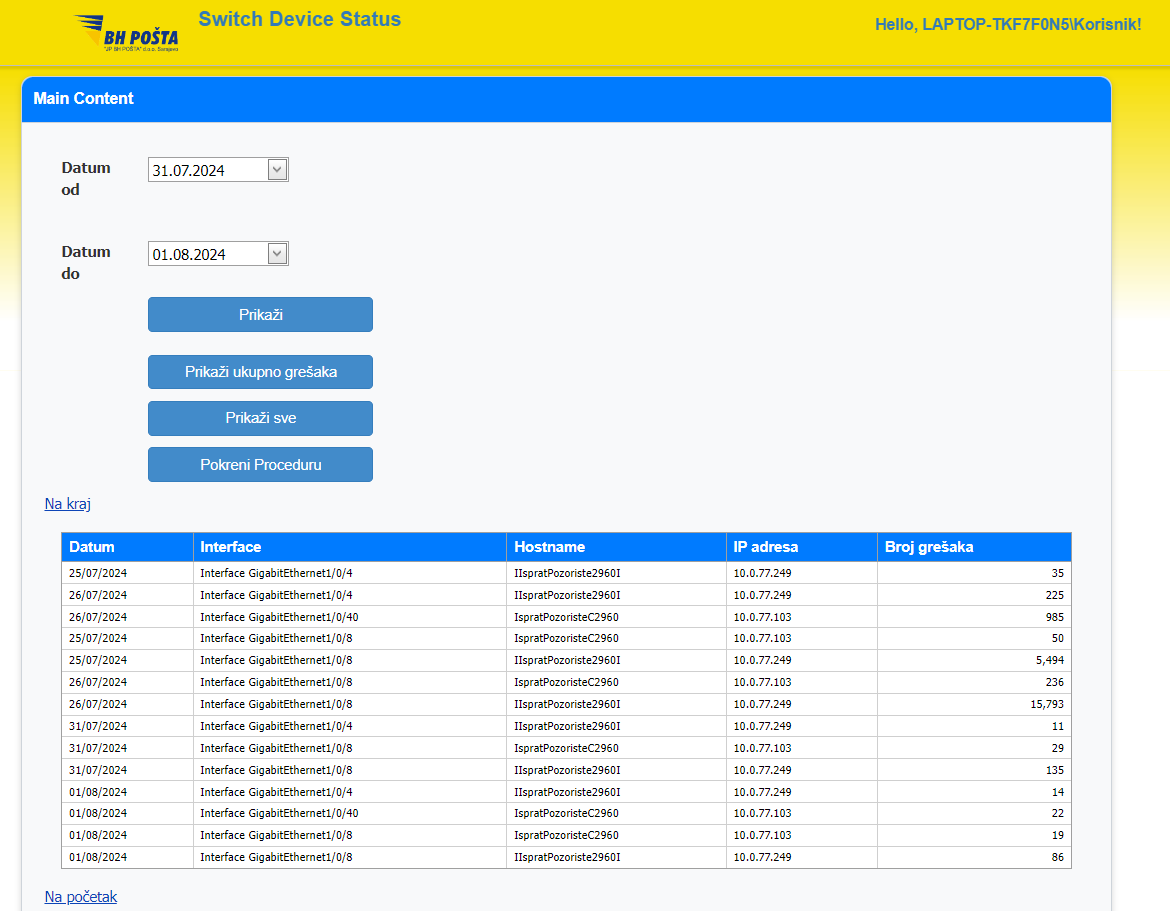 BH POŠTA
"JP BH POŠTA" d.o.o. Sarajevo
Switch Device Status
Hello, LAPTOP-TKF7F0N5\Korisnik!
Main Content
Datum od
31.07.2024
Datum do
01.08.2024
Prikaži
Prikaži ukupno grešaka
Prikaži sve
Pokreni Proceduru
Na kraj
Datum Interface Hostname IP adresa Broj grešaka
25/07/2024 Interface GigabitEthernet1/0/4 IIspratPozoriste2960I 10.0.77.249 35
26/07/2024 Interface GigabitEthernet1/0/4 IIspratPozoriste2960I 10.0.77.249 225
26/07/2024 Interface GigabitEthernet1/0/40 IspratPozoristeC2960 10.0.77.103 985
25/07/2024 Interface GigabitEthernet1/0/8 IspratPozoristeC2960 10.0.77.103 50
25/07/2024 Interface GigabitEthernet1/0/8 IIspratPozoriste2960I 10.0.77.249 5,494
26/07/2024 Interface GigabitEthernet1/0/8 IspratPozoristeC2960 10.0.77.103 236
26/07/2024 Interface GigabitEthernet1/0/8 IIspratPozoriste2960I 10.0.77.249 15,793
31/07/2024 Interface GigabitEthernet1/0/4 IIspratPozoriste2960I 10.0.77.249 11
31/07/2024 Interface GigabitEthernet1/0/8 IspratPozoristeC2960 10.0.77.103 29
31/07/2024 Interface GigabitEthernet1/0/8 IIspratPozoriste2960I 10.0.77.249 135
01/08/2024 Interface GigabitEthernet1/0/4 IIspratPozoriste2960I 10.0.77.249 14
01/08/2024 Interface GigabitEthernet1/0/40 IspratPozoristeC2960 10.0.77.103 22
01/08/2024 Interface GigabitEthernet1/0/8 IspratPozoristeC2960 10.0.77.103 19
01/08/2024 Interface GigabitEthernet1/0/8 IIspratPozoriste2960I 10.0.77.249 86
Na početak